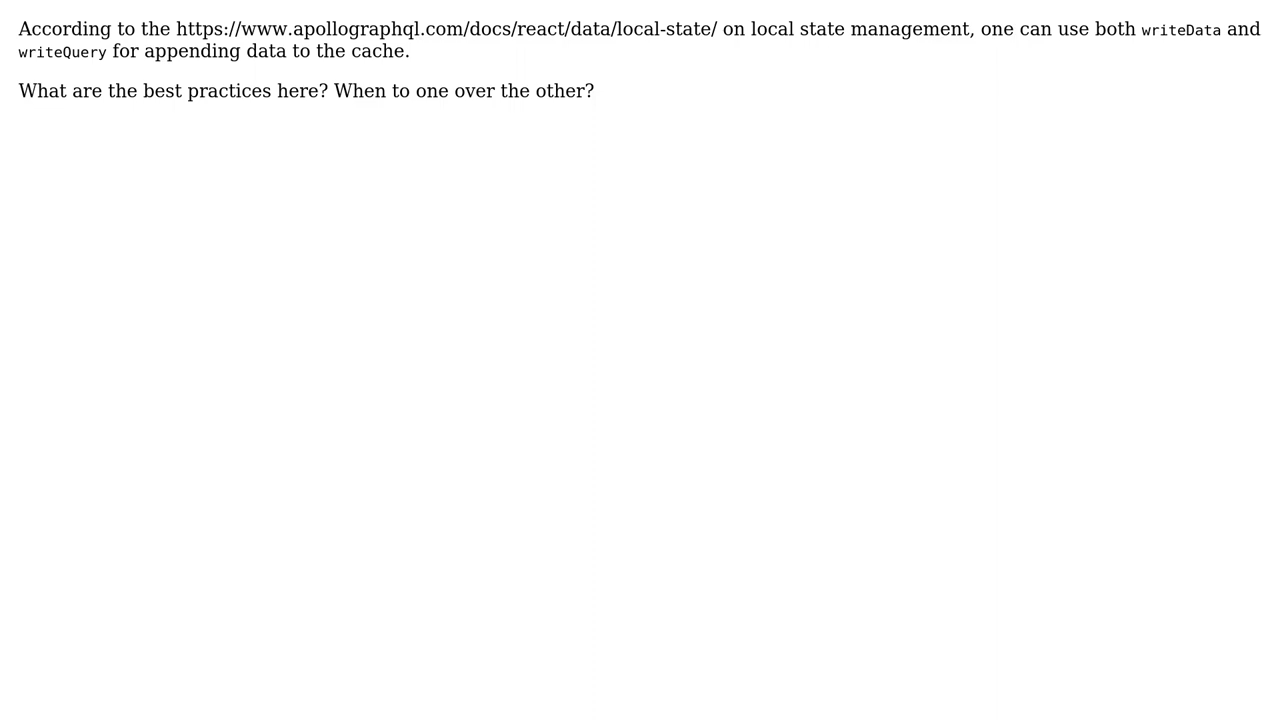 According to the https://www.apollographql.com/docs/react/data/local-state/ on local state management, one can use both writeData and
writeQuery for appending data to the cache.
What are the best practices here? When to one over the other?